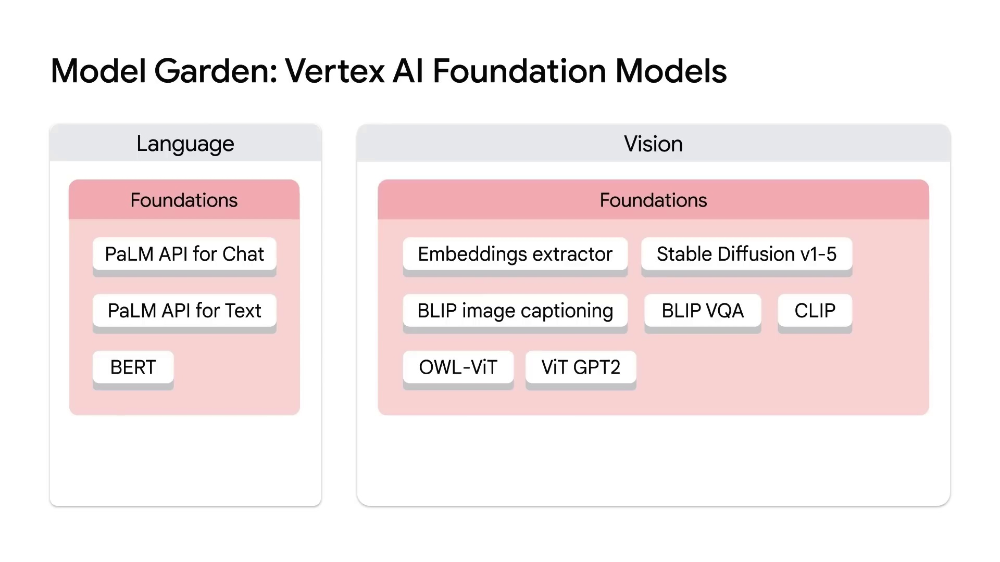 Model Garden: Vertex AI Foundation Models
Language
Foundations
PaLM API for Chat
PaLM API for Text
BERT
Vision
Foundations
Embeddings extractor
Stable Diffusion v1-5
BLIP image captioning
BLIP VQA
CLIP
OWL-ViT
ViT GPT2